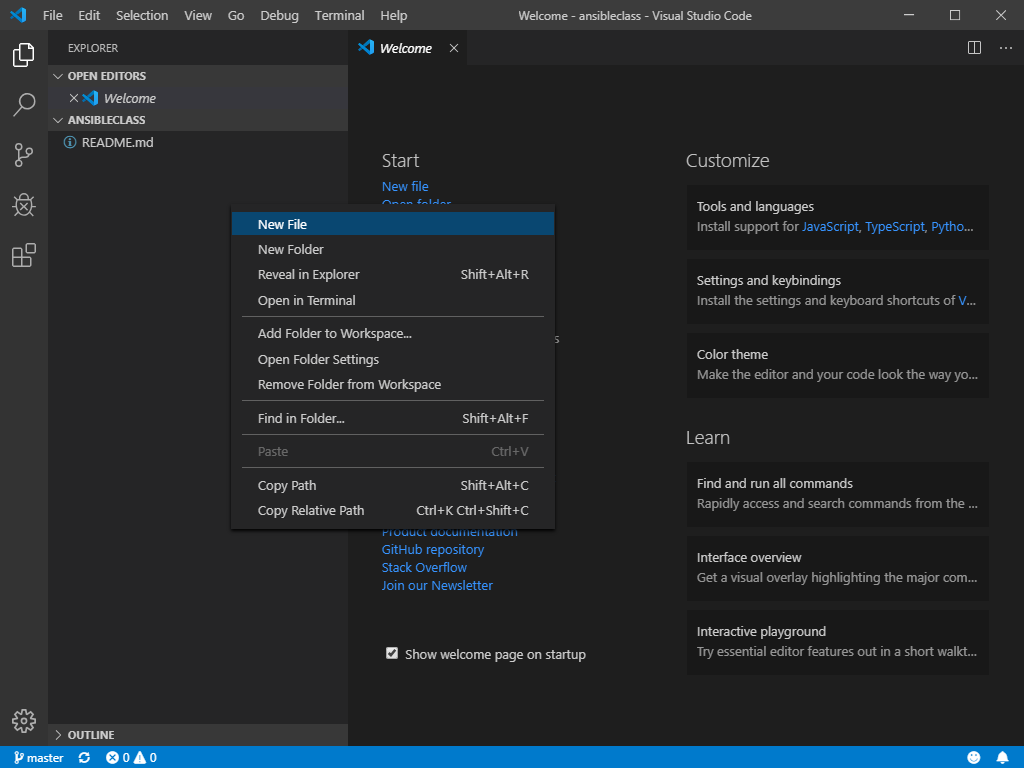 File Edit Selection View Go Debug Terminal Help Welcome - ansibleclass - Visual Studio Code
EXPLORER
Welcome
OPEN EDITORS
Welcome
ANSIBLECLASS
README.md
Start
New file
Open folder
New File
New Folder
Reveal in Explorer Shift+Alt+R
Open in Terminal
Add Folder to Workspace...
Open Folder Settings
Remove Folder from Workspace
Find in Folder... Shift+Alt+F
Paste Ctrl+V
Copy Path Shift+Alt+C
Copy Relative Path Ctrl+K Ctrl+Shift+C
Product documentation
GitHub repository
Stack Overflow
Join our Newsletter
Show welcome page on startup
Customize
Tools and languages
Install support for JavaScript, TypeScript, Pytho...
Settings and keybindings
Install the settings and keyboard shortcuts of V...
Color theme
Make the editor and your code look the way yo...
Learn
Find and run all commands
Rapidly access and search commands from the ...
Interface overview
Get a visual overlay highlighting the major com...
Interactive playground
Try essential editor features out in a short walkt...
OUTLINE
master 0 0